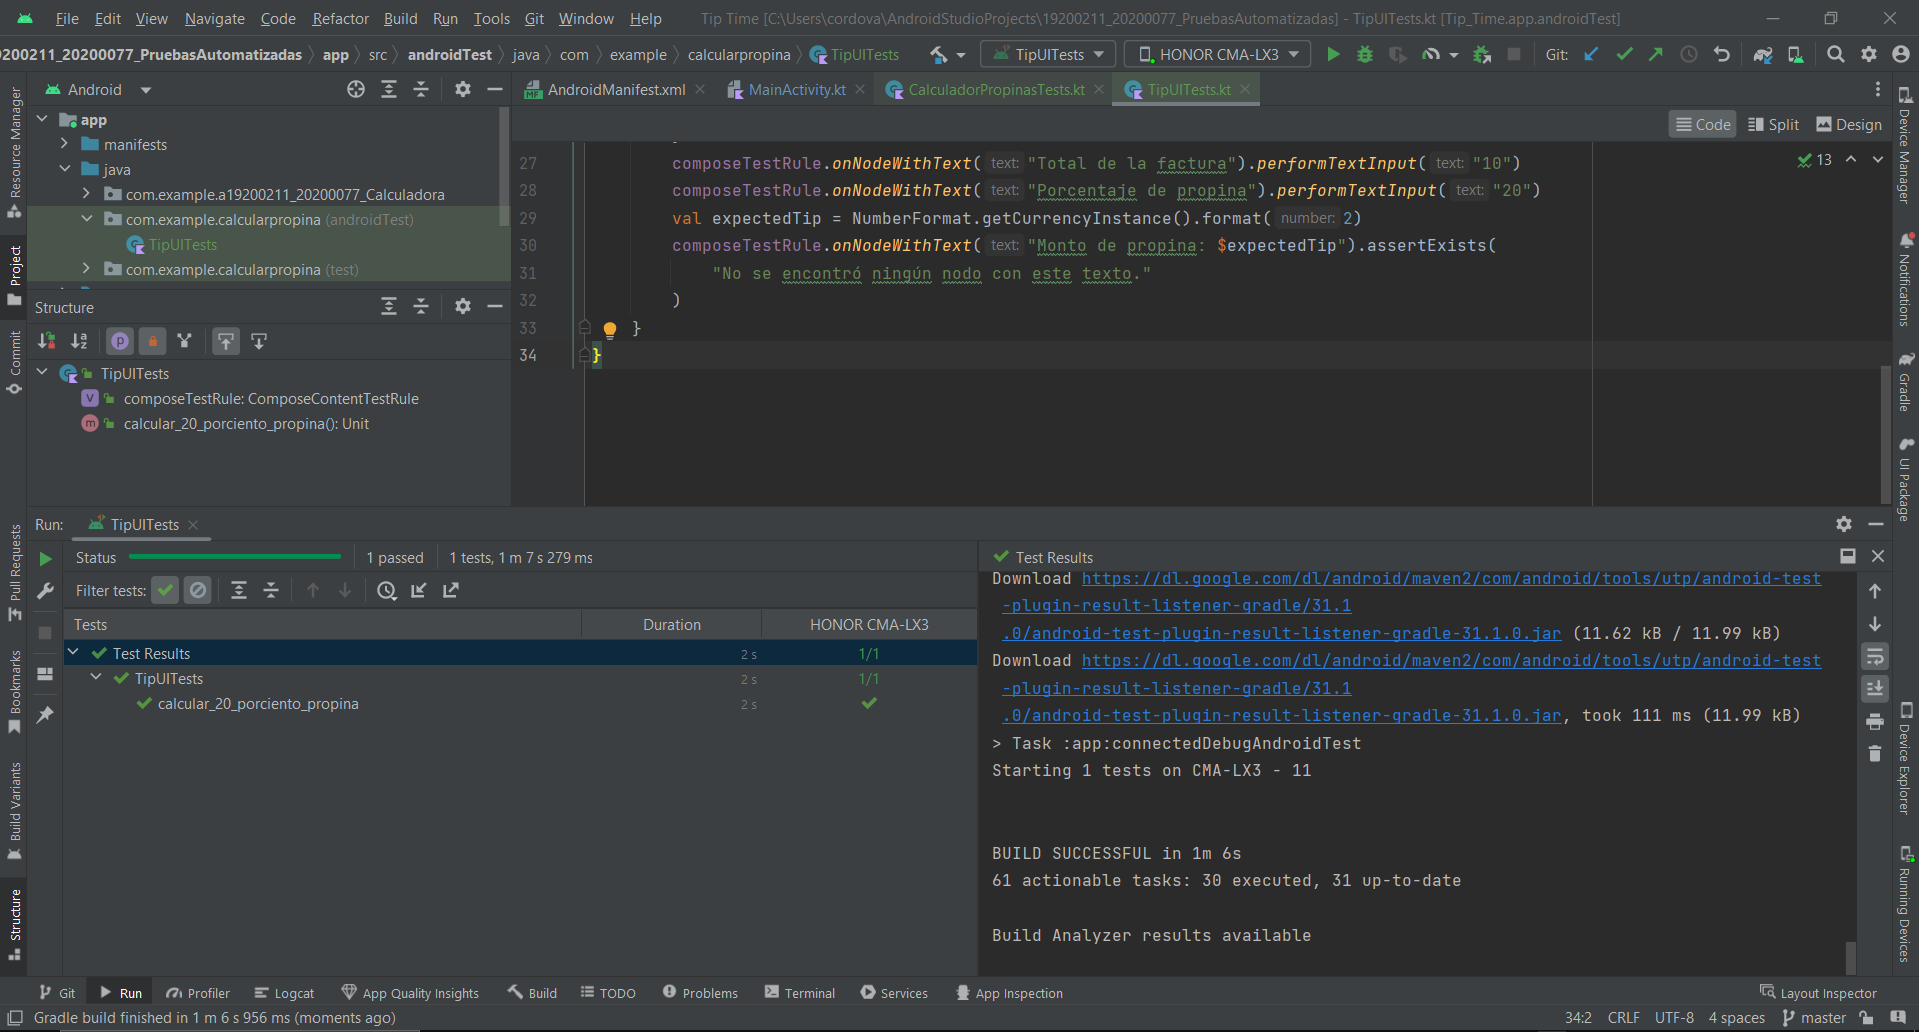 File Edit View Navigate Code Refactor Build Run Tools Git Window Help Tip Time [C:\Users\cordova\AndroidStudioProjects\19200211_20200077_PruebasAutomatizadas] - TipUITests.kt [Tip_Time.app.androidTest]
9200211_20200077_PruebasAutomatizadas app src androidTest java com example calcularpropina TipUITests TipUITests HONOR CMA-LX3 Git:
Android AndroidManifest.xml MainActivity.kt CalculadorPropinasTests.kt TipUITests.kt
app
manifests
java
com.example.a19200211_20200077_Calculadora
com.example.calcularpropina (androidTest)
TipUITests
com.example.calcularpropina (test)
Code Split Design
27 composeTestRule.onNodeWithText( text: "Total de la factura").performTextInput( text: "10")
28 composeTestRule.onNodeWithText( text: "Porcentaje de propina").performTextInput( text: "20")
29 val expectedTip = NumberFormat.getCurrencyInstance().format( number: 2)
30 composeTestRule.onNodeWithText( text: "Monto de propina: $expectedTip").assertExists(
31 "No se encontró ningún nodo con este texto."
32 )
33 }
34 }
13
Structure
TipUITests
composeTestRule: ComposeContentTestRule
calcular_20_porciento_propina(): Unit
Run: TipUITests
Status 1 passed 1 tests, 1 m 7 s 279 ms
Filter tests:
Tests Duration HONOR CMA-LX3
Test Results 2 s 1/1
TipUITests 2 s 1/1
calcular_20_porciento_propina 2 s
Test Results
Download https://dl.google.com/dl/android/maven2/com/android/tools/utp/android-test
-plugin-result-listener-gradle/31.1
.0/android-test-plugin-result-listener-gradle-31.1.0.jar (11.62 kB / 11.99 kB)
Download https://dl.google.com/dl/android/maven2/com/android/tools/utp/android-test
-plugin-result-listener-gradle/31.1
.0/android-test-plugin-result-listener-gradle-31.1.0.jar, took 111 ms (11.99 kB)
> Task :app:connectedDebugAndroidTest
Starting 1 tests on CMA-LX3 - 11
BUILD SUCCESSFUL in 1m 6s
61 actionable tasks: 30 executed, 31 up-to-date
Build Analyzer results available
Resource Manager
Project
Commit
Pull Requests
Bookmarks
Build Variants
Structure
Device Manager
Notifications
Gradle
UI Package
Device Explorer
Running Devices
Git Run Profiler Logcat App Quality Insights Build TODO Problems Terminal Services App Inspection Layout Inspector
Gradle build finished in 1 m 6 s 956 ms (moments ago) 34:2 CRLF UTF-8 4 spaces master